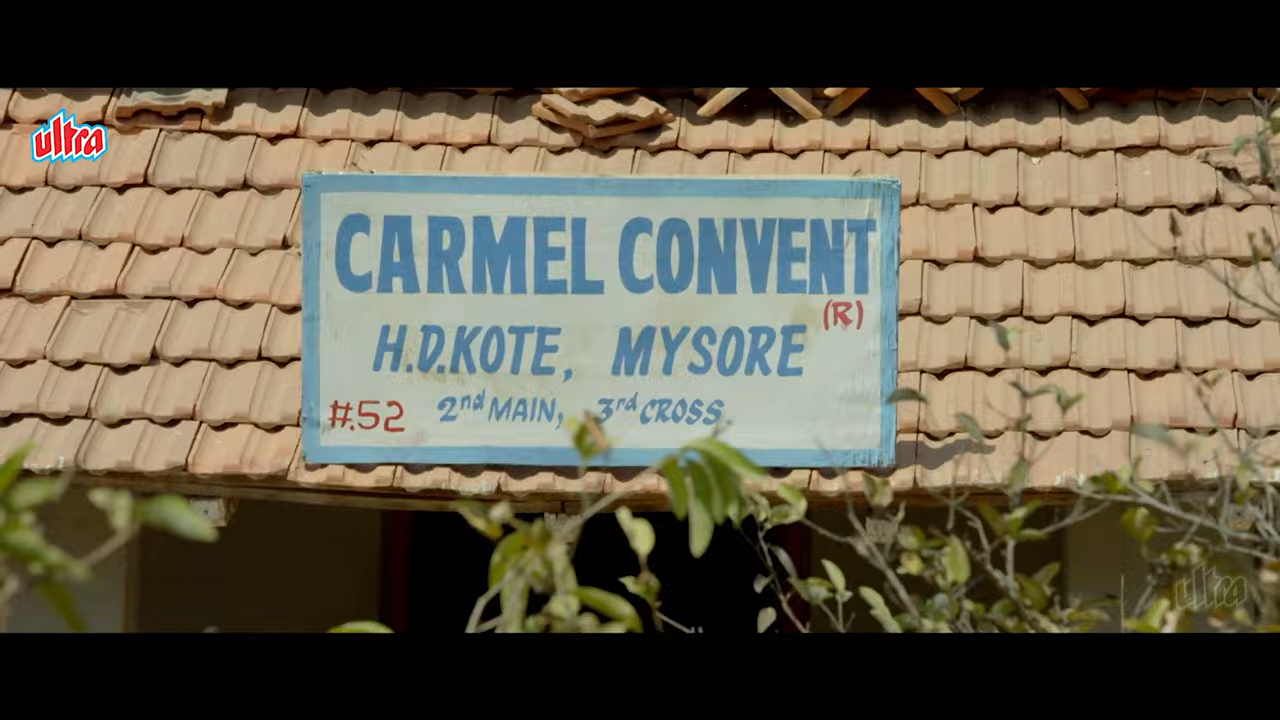 ultra
CARMEL CONVENT
(R)
H.D.KOTE, MYSORE
#.52 2nd MAIN, 3rd CROSS
ultra